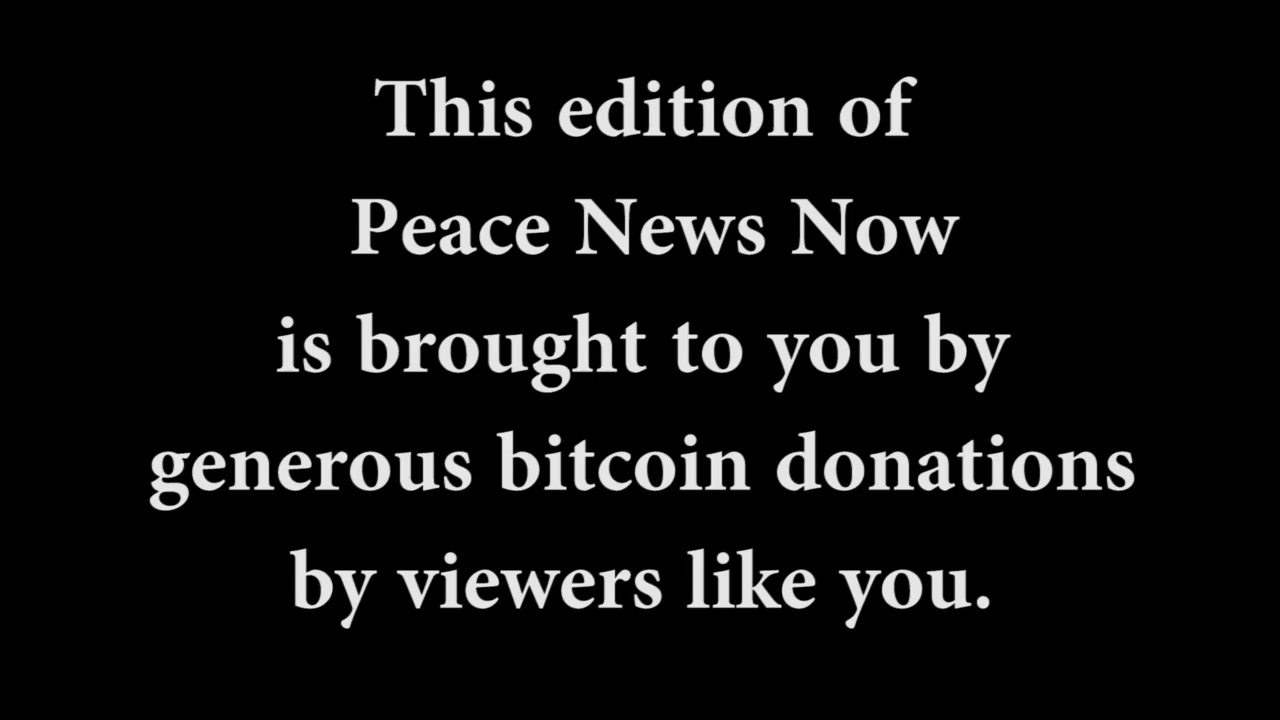 This edition of
Peace News Now
is brought to you by
generous bitcoin donations
by viewers like you.